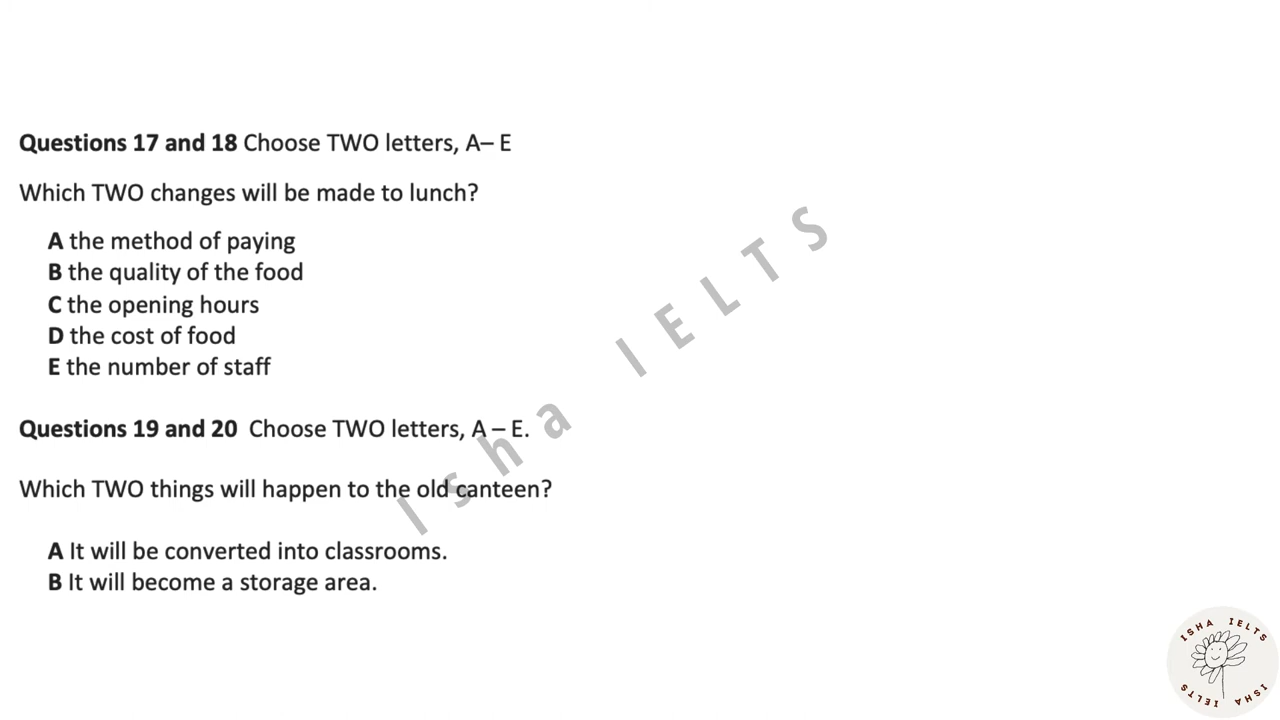 Questions 17 and 18 Choose TWO letters, A– E
Which TWO changes will be made to lunch?
A the method of paying
B the quality of the food
C the opening hours
D the cost of food
E the number of staff
Questions 19 and 20 Choose TWO letters, A – E.
Which TWO things will happen to the old canteen?
A It will be converted into classrooms.
B It will become a storage area.
Isha IELTS
ISHA IELTS
ISHA IELTS